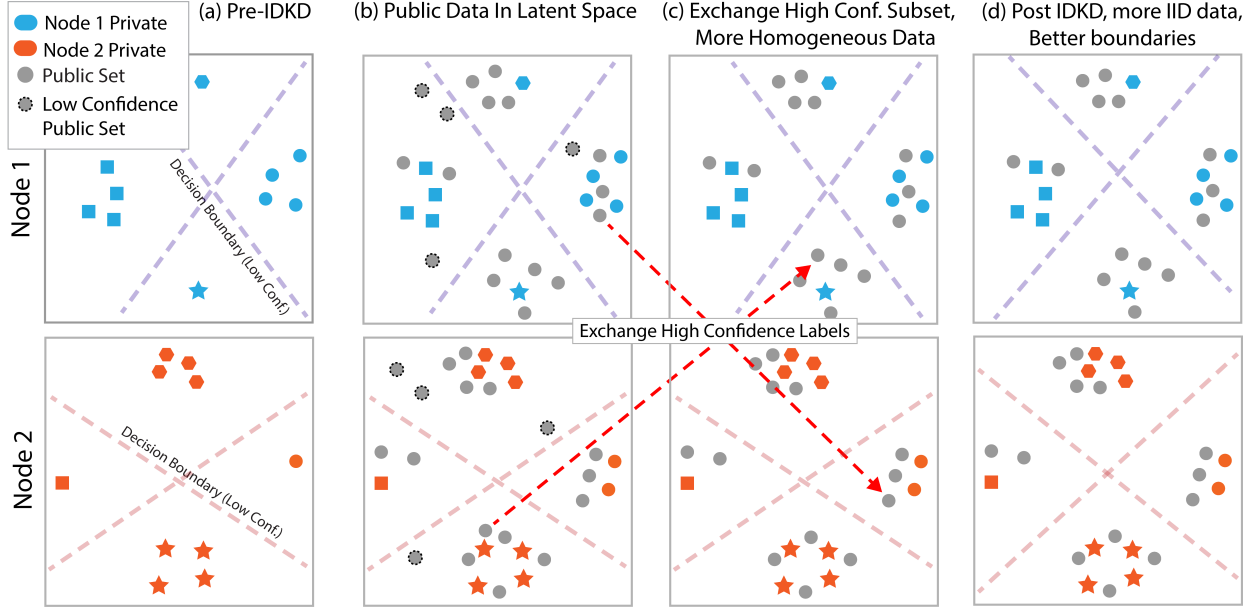 (a) Pre-IDKD
(b) Public Data In Latent Space
(c) Exchange High Conf. Subset,
More Homogeneous Data
(d) Post IDKD, more IID data,
Better boundaries
Node 1 Private
Node 2 Private
Public Set
Low Confidence
Public Set
Node 1
Decision Boundary (Low Conf.)
Exchange High Confidence Labels
Node 2
Decision Boundary (Low Conf.)